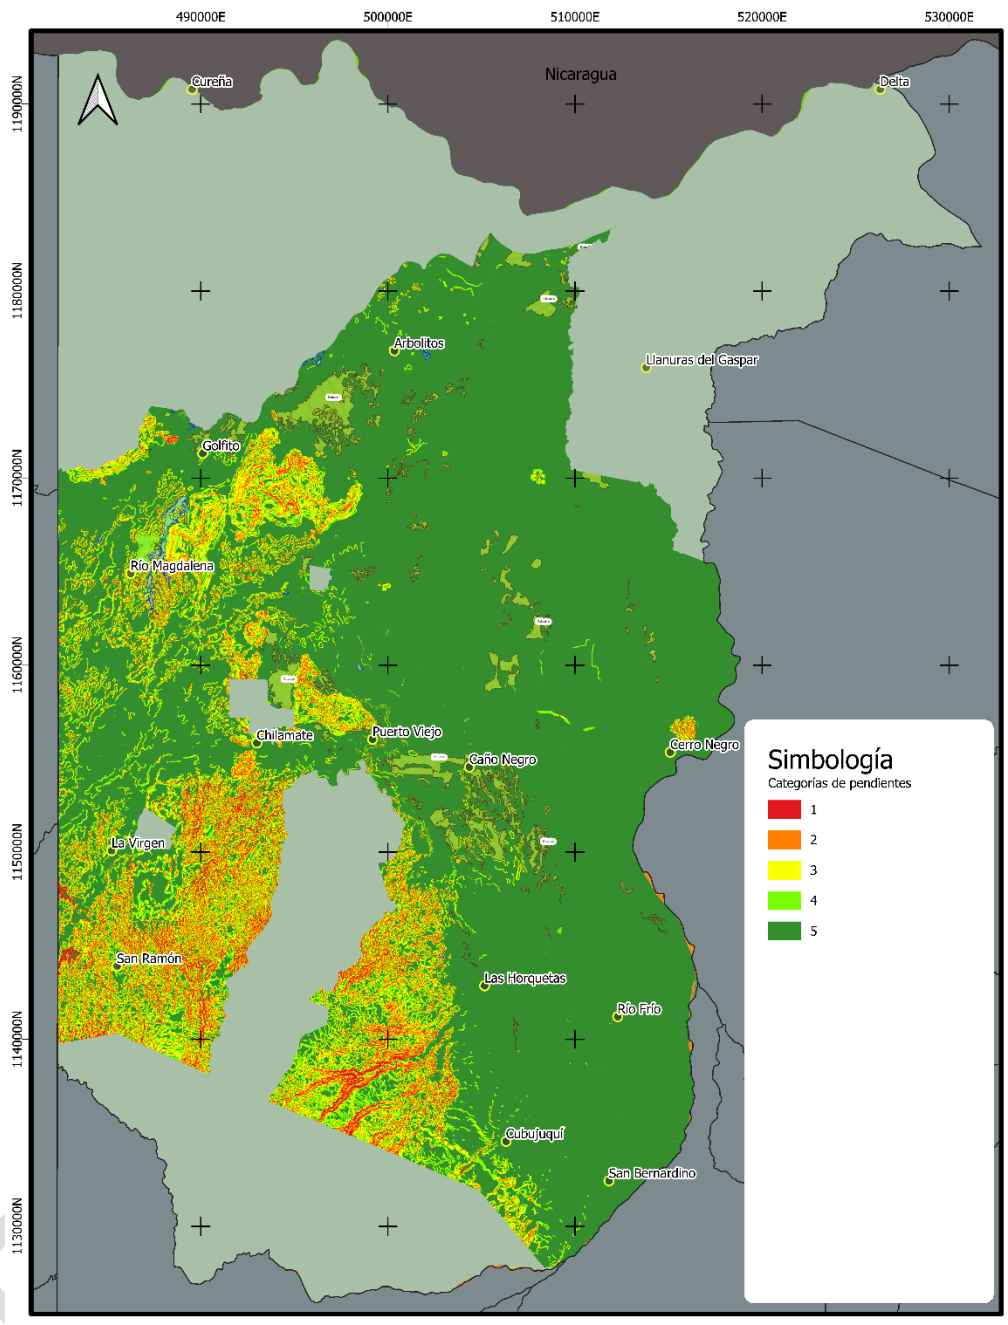 490000E 500000E 510000E 520000E 530000E
Nicaragua
Cureña
Delta
1190000N
1180000N
Arbolitos
Llanuras del Gaspar
Golfito
1170000N
Río Magdalena
1160000N
Puerto Viejo
Chilamate
Cerro Negro
Caño Negro
Simbología
Categorías de pendientes
1
2
3
4
5
La Virgen
1150000N
San Ramón
Las Horquetas
Río Frío
1140000N
Cubujuquí
San Bernardino
1130000N